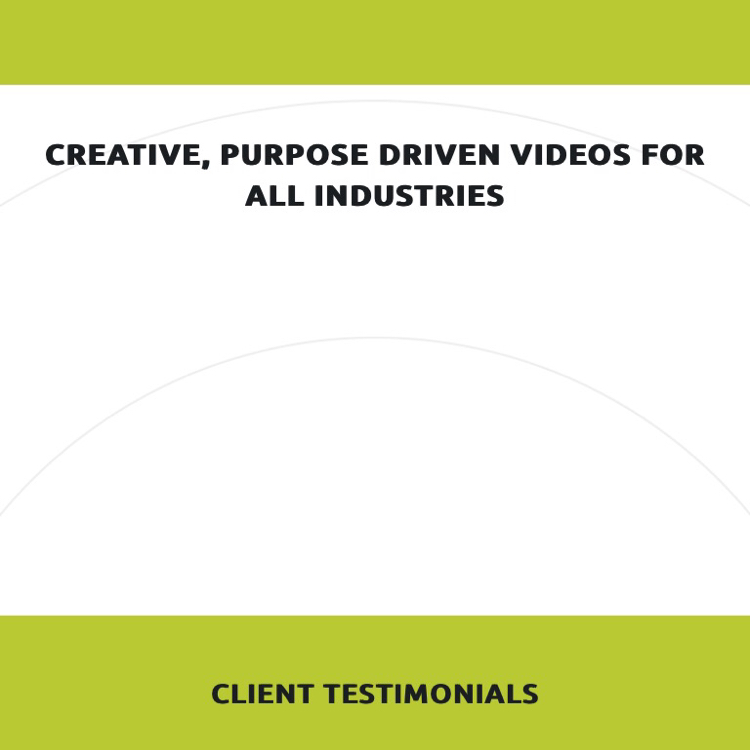 CREATIVE, PURPOSE DRIVEN VIDEOS FOR
ALL INDUSTRIES
CLIENT TESTIMONIALS